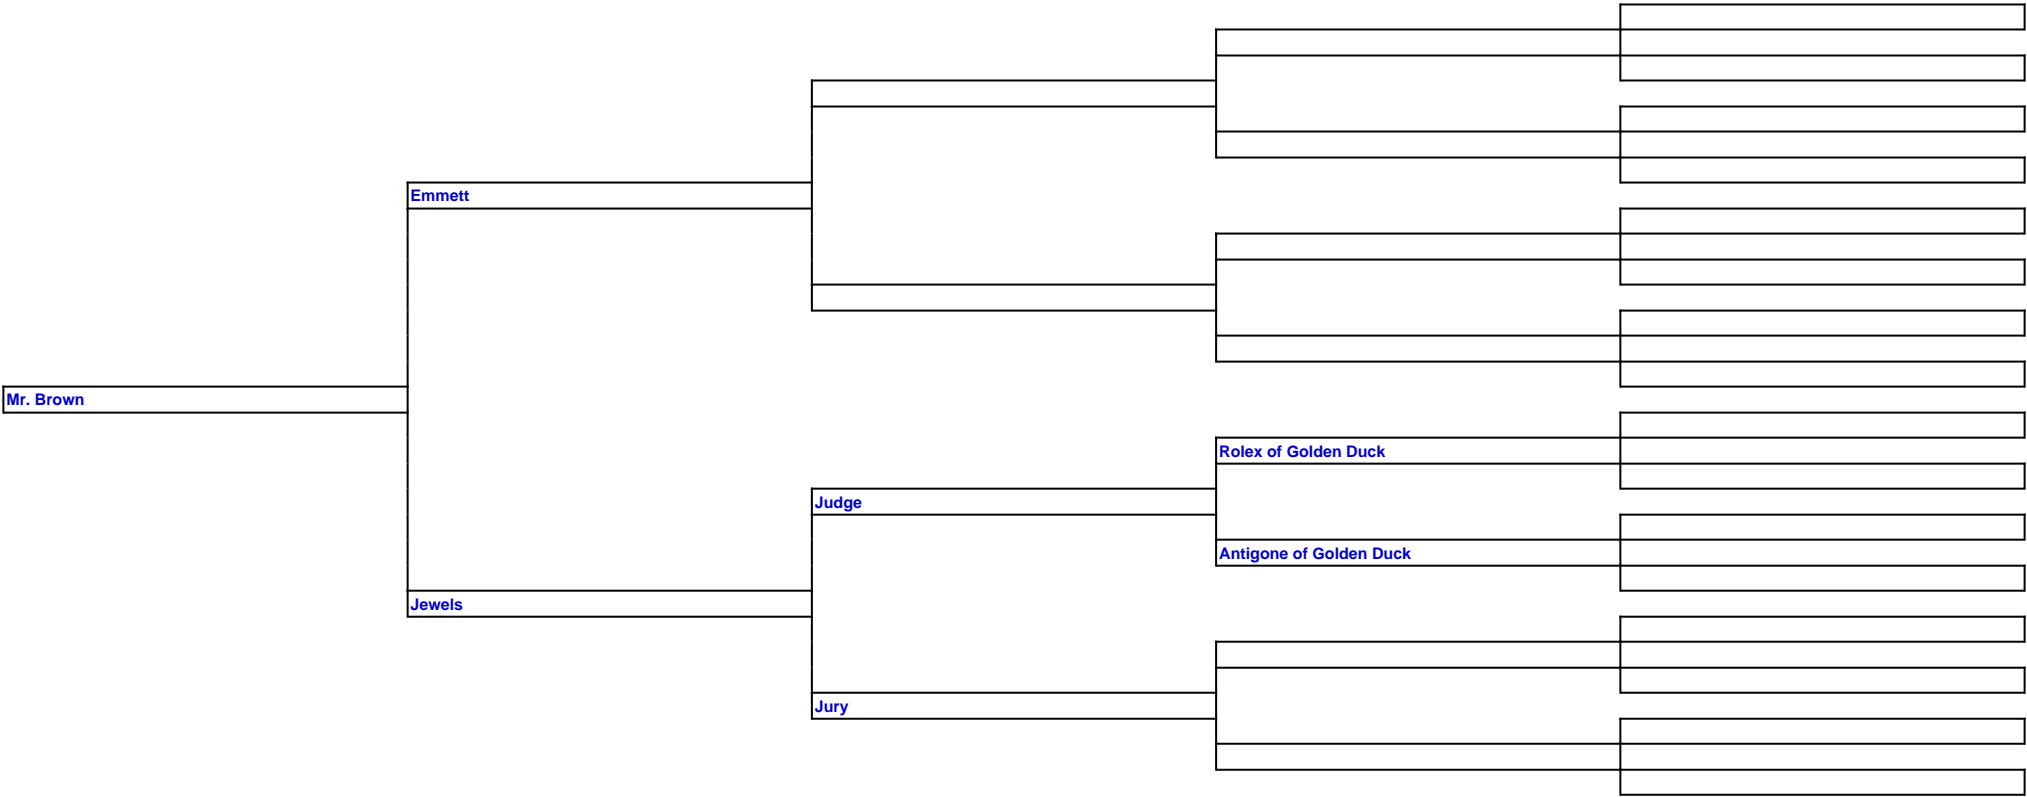 Emmett
Mr. Brown
Rolex of Golden Duck
Judge
Antigone of Golden Duck
Jewels
Jury